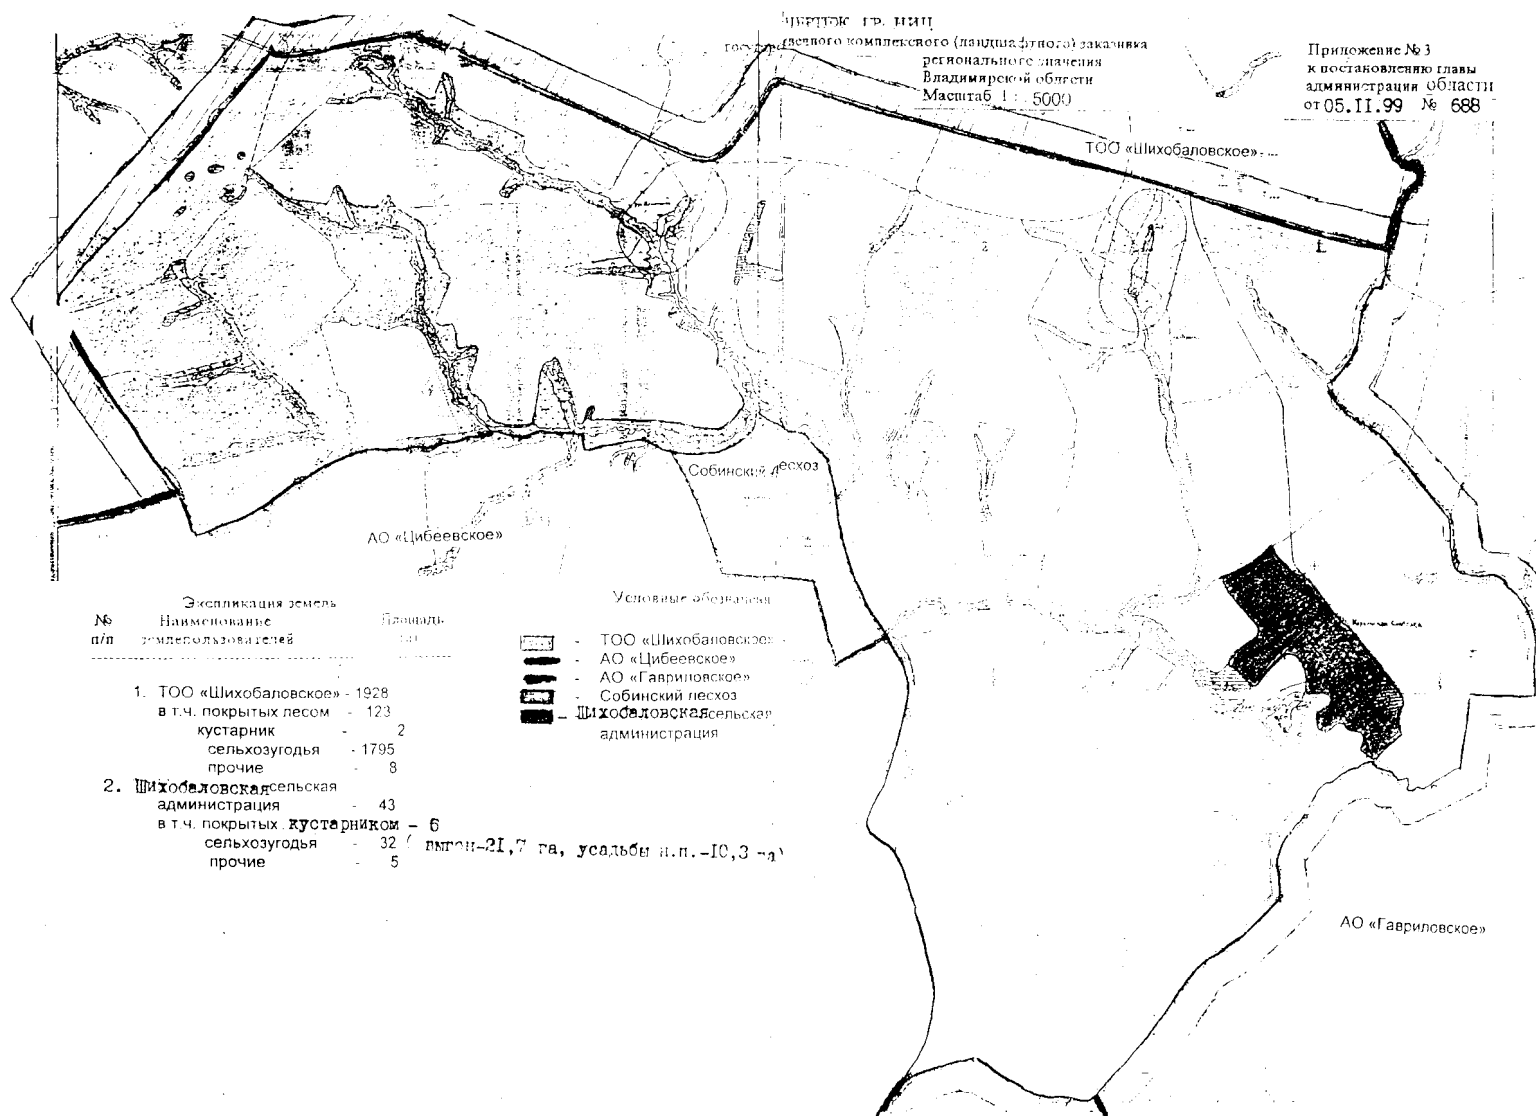 ЧЕРТЕЖ ГР НИЦ
государственного комплексного (ландшафтного) заказника
регионального значения
Владимирской области
Масштаб 1 : 5000
Приложение № 3
к постановлению главы
администрации области
от 05.II.99 № 688
ТОО «Шихобаловское»
1
2
Собинский лесхоз
АО «Цибеевское»
АО «Гавриловское»
Экспликация земель
№ Наименование Площадь
п/п землепользователей га
1. ТОО «Шихобаловское» - 1928
в т.ч. покрытых лесом - 123
кустарник - 2
сельхозугодья - 1795
прочие - 8
2. Шихобаловская сельская
администрация - 43
в т.ч. покрытых кустарником - 6
сельхозугодья - 32 ( выгон-21,7 га, усадьбы н.п.-10,3 га)
прочие - 5
Условные обозначения
- ТОО «Шихобаловское»
- АО «Цибеевское»
- АО «Гавриловское»
- Собинский лесхоз
- Шихобаловская сельская
администрация